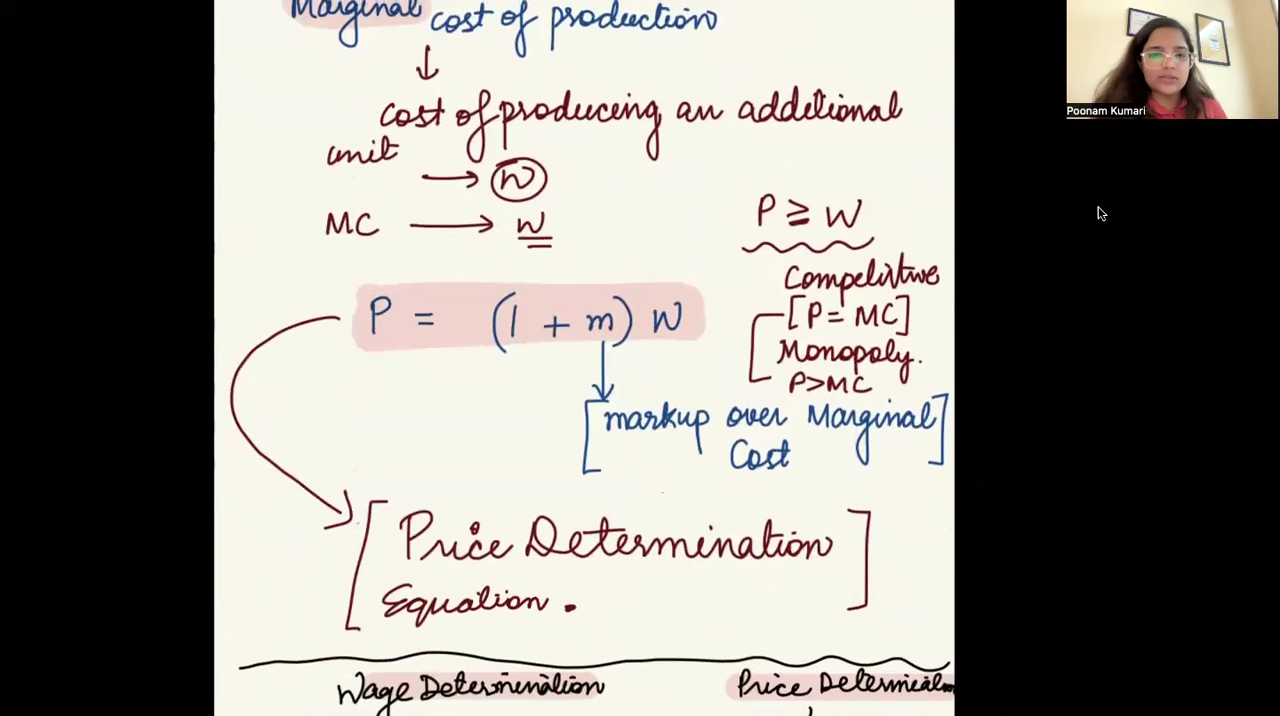 Marginal cost of production
↓
cost of producing an additional
unit
→ W
MC → W
P ≥ W
Competitive
[P = MC]
Monopoly.
P>MC
P = (1 + m) W
[markup over Marginal
Cost]
[Price Determination
Equation.]
Wage Determination
Price Determination
Poonam Kumari